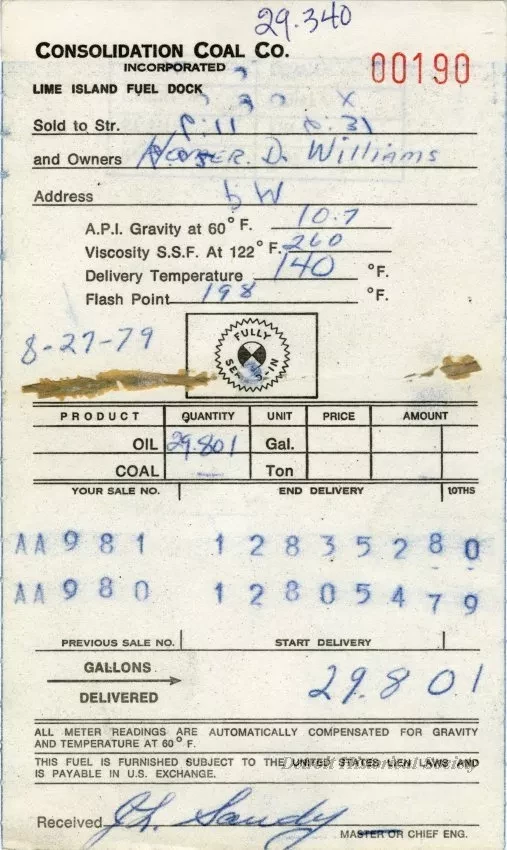 29.340
CONSOLIDATION COAL CO.
INCORPORATED
00190
LIME ISLAND FUEL DOCK
Sold to Str.
and Owners HOMER. D. WILLIAMS
Address
A.P.I. Gravity at 60° F. 10.7
Viscosity S.S.F. At 122° F. 260
Delivery Temperature 140 °F.
Flash Point 198 °F.
8-27-79
FULLY
PRODUCT QUANTITY UNIT PRICE AMOUNT
OIL 29.801 Gal.
COAL — Ton
YOUR SALE NO. END DELIVERY 10THS
AA981 12835280
AA980 12805479
PREVIOUS SALE NO. START DELIVERY
GALLONS
DELIVERED
29.801
ALL METER READINGS ARE AUTOMATICALLY COMPENSATED FOR GRAVITY
AND TEMPERATURE AT 60° F.
THIS FUEL IS FURNISHED SUBJECT TO THE UNITED STATES LIEN LAWS AND
IS PAYABLE IN U.S. EXCHANGE.
Detroit Historical Society
Received
MASTER OR CHIEF ENG.